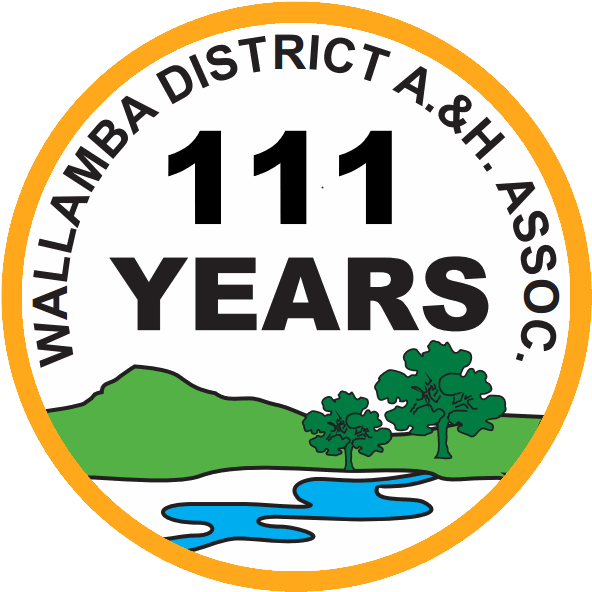 WALLAMBA DISTRICT A.&H. ASSOC.
111
YEARS